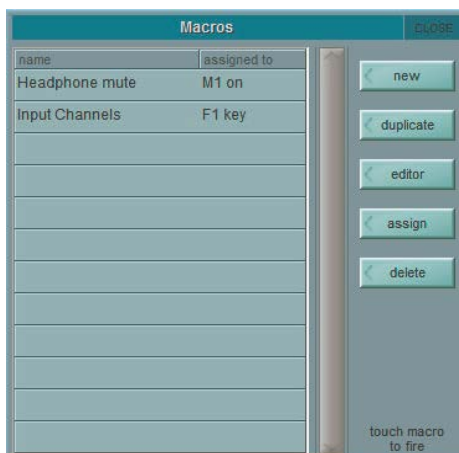 Macros CLOSE
name assigned to
Headphone mute M1 on
Input Channels F1 key
new
duplicate
editor
assign
delete
touch macro
to fire